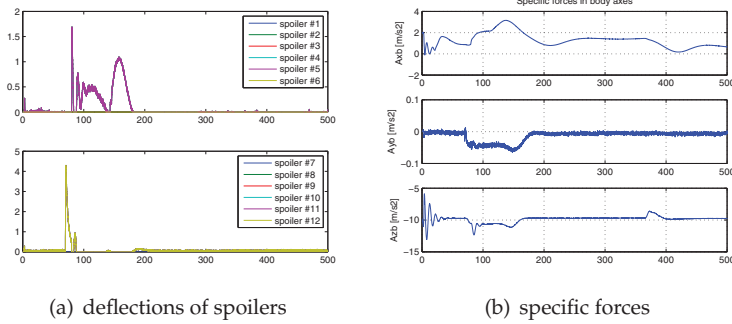 Specific forces in body axes
2
1.5
1
0.5
0
0 100 200 300 400 500
spoiler #1
spoiler #2
spoiler #3
spoiler #4
spoiler #5
spoiler #6
5
4
3
2
1
0
0 100 200 300 400 500
spoiler #7
spoiler #8
spoiler #9
spoiler #10
spoiler #11
spoiler #12
(a) deflections of spoilers
Axb [m/s2]
4
2
0
−2
0 100 200 300 400 500
Ayb [m/s2]
0.1
0
−0.1
0 100 200 300 400 500
Azb [m/s2]
−5
−10
−15
0 100 200 300 400 500
(b) specific forces